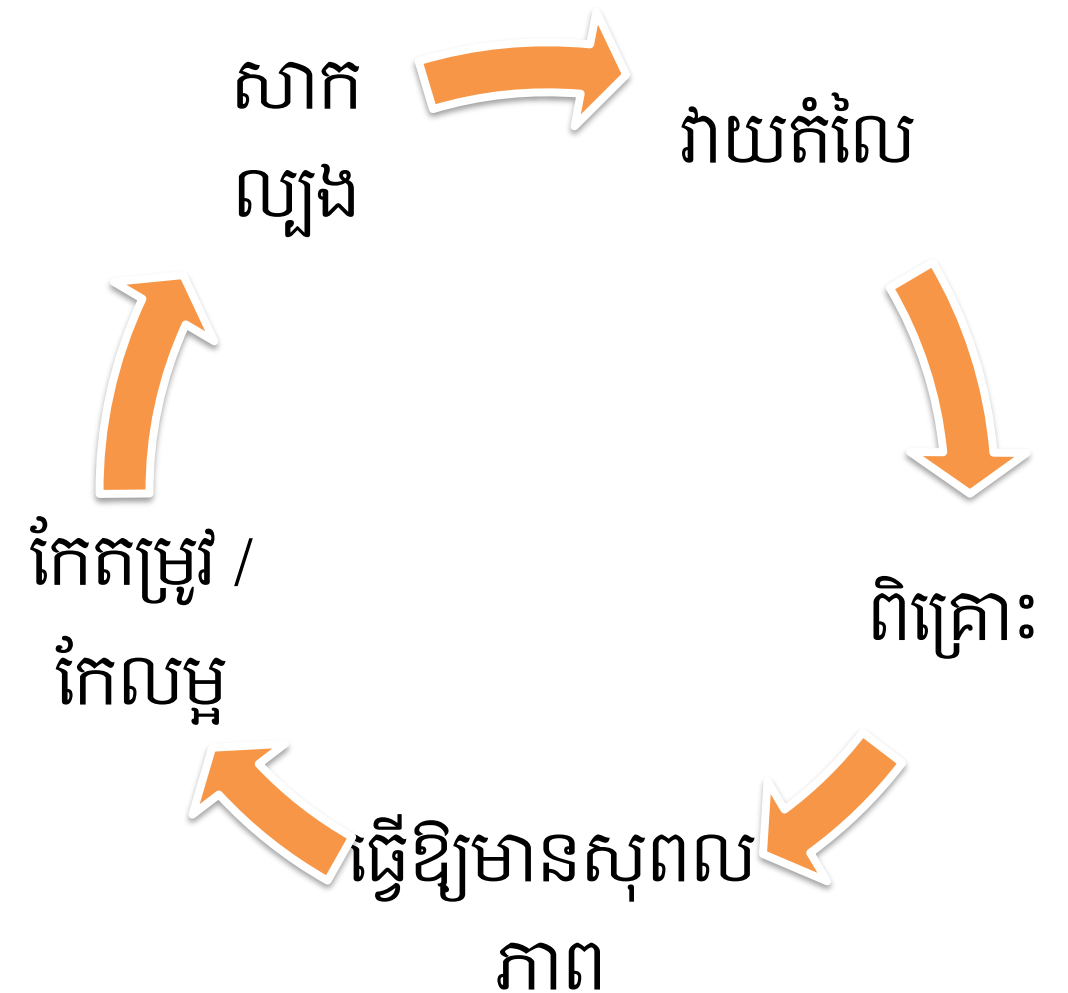 សាក
ល្បង
វាយតំលៃ
ពិគ្រោះ
ធ្វើឱ្យមានសុពល
ភាព
កែតម្រូវ /
កែលម្អ